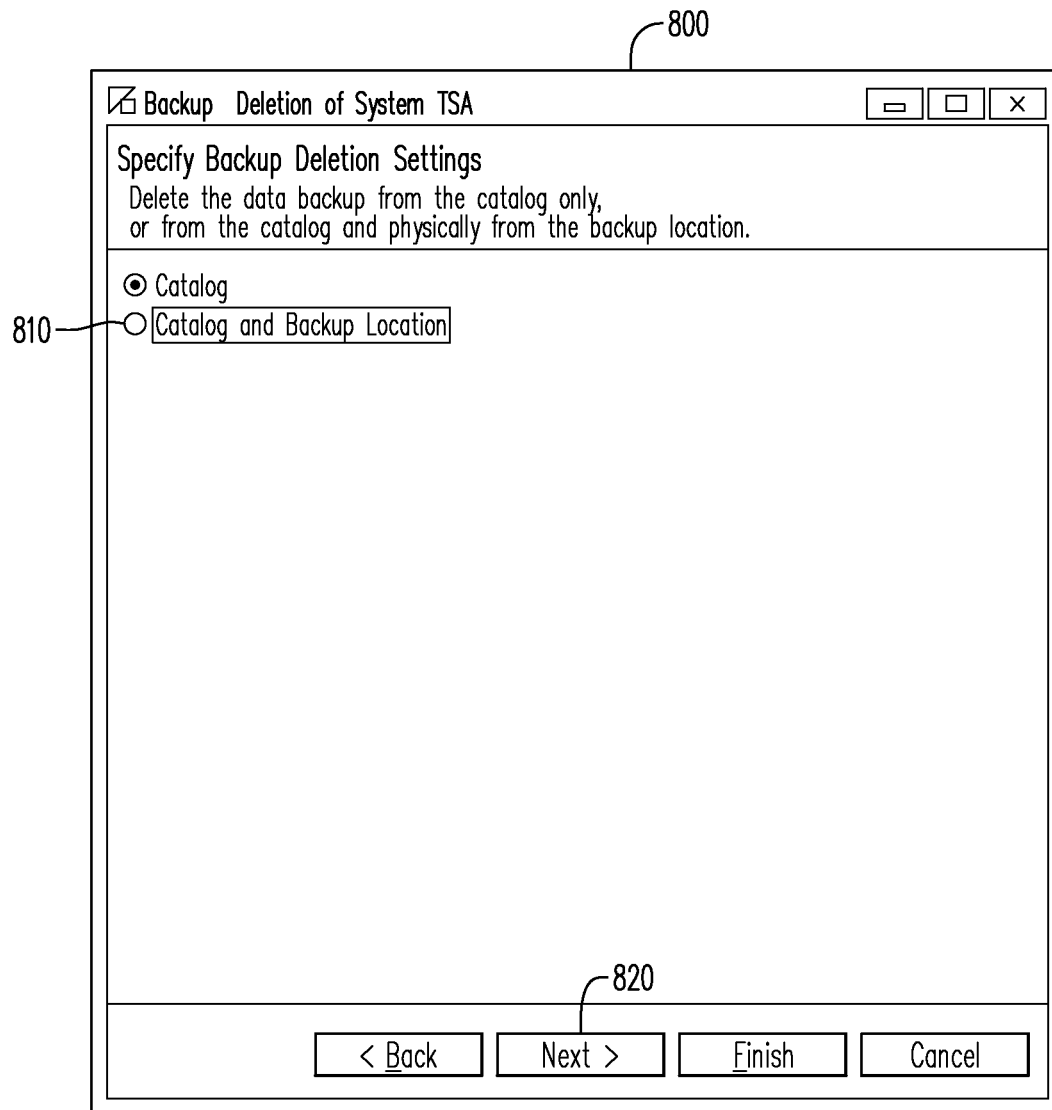 800
Backup Deletion of System TSA
Specify Backup Deletion Settings
Delete the data backup from the catalog only,
or from the catalog and physically from the backup location.
Catalog
810
Catalog and Backup Location
820
< Back
Next >
Finish
Cancel